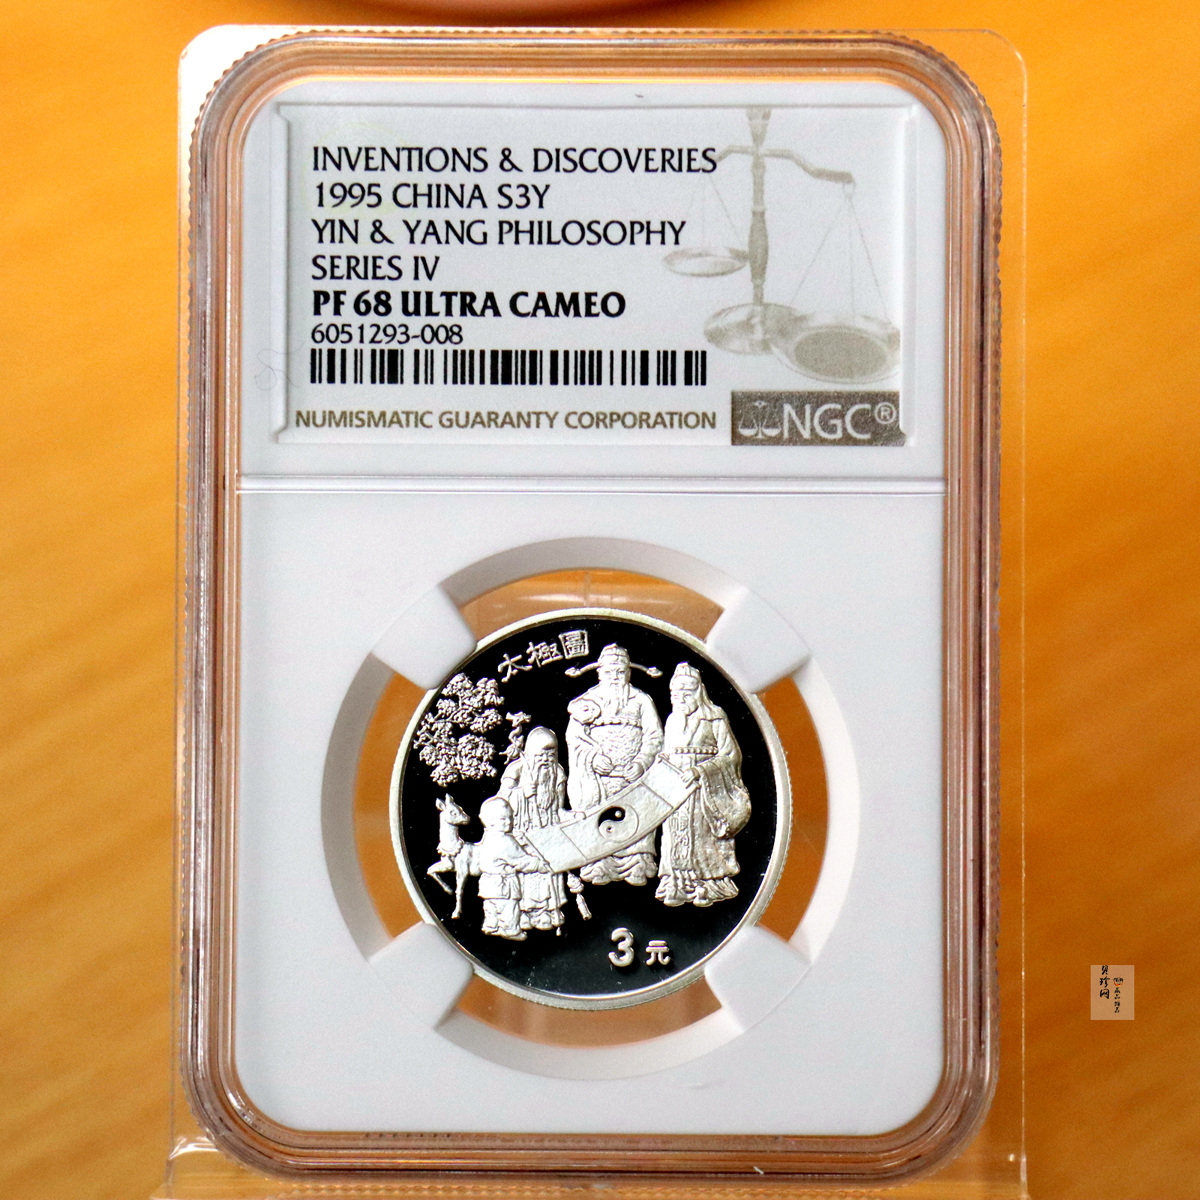 INVENTIONS & DISCOVERIES
1995 CHINA S3Y
YIN & YANG PHILOSOPHY
SERIES IV
PF 68 ULTRA CAMEO
6051293-008
NUMISMATIC GUARANTY CORPORATION
NGC®
太極圖
3元